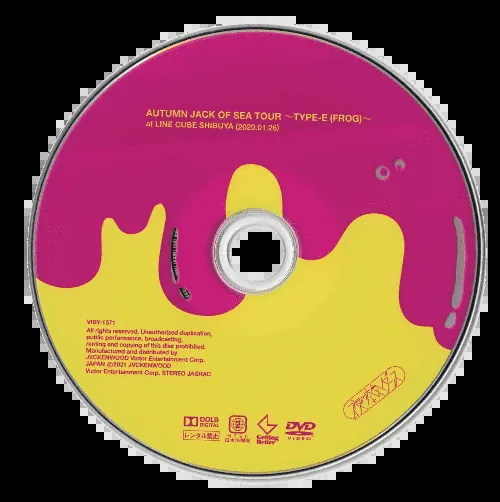 AUTUMN JACK OF SEA TOUR ～TYPE-E (FROG)～
at LINE CUBE SHIBUYA (2020.01.26)
VIBY-1571
All rights reserved. Unauthorized duplication,
public performance, broadcasting,
renting and copying of this disc prohibited.
Manufactured and distributed by
JVCKENWOOD Victor Entertainment Corp.
JAPAN ℗2021 JVCKENWOOD
Victor Entertainment Corp. STEREO JASRAC
DOLBY
DIGITAL
レンタル禁止
Getting
Better
DVD
VIDEO